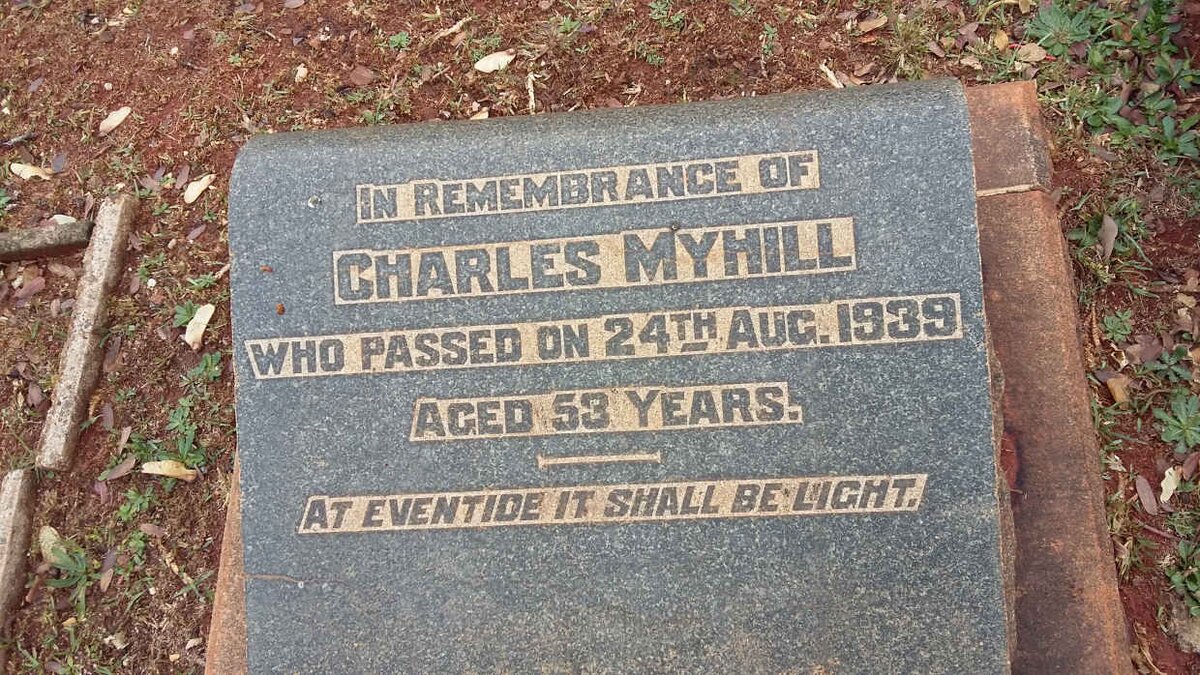 IN REMEMBRANCE OF
CHARLES MYHILL
WHO PASSED ON 24TH AUG. 1939
AGED 53 YEARS.
AT EVENTIDE IT SHALL BE LIGHT.